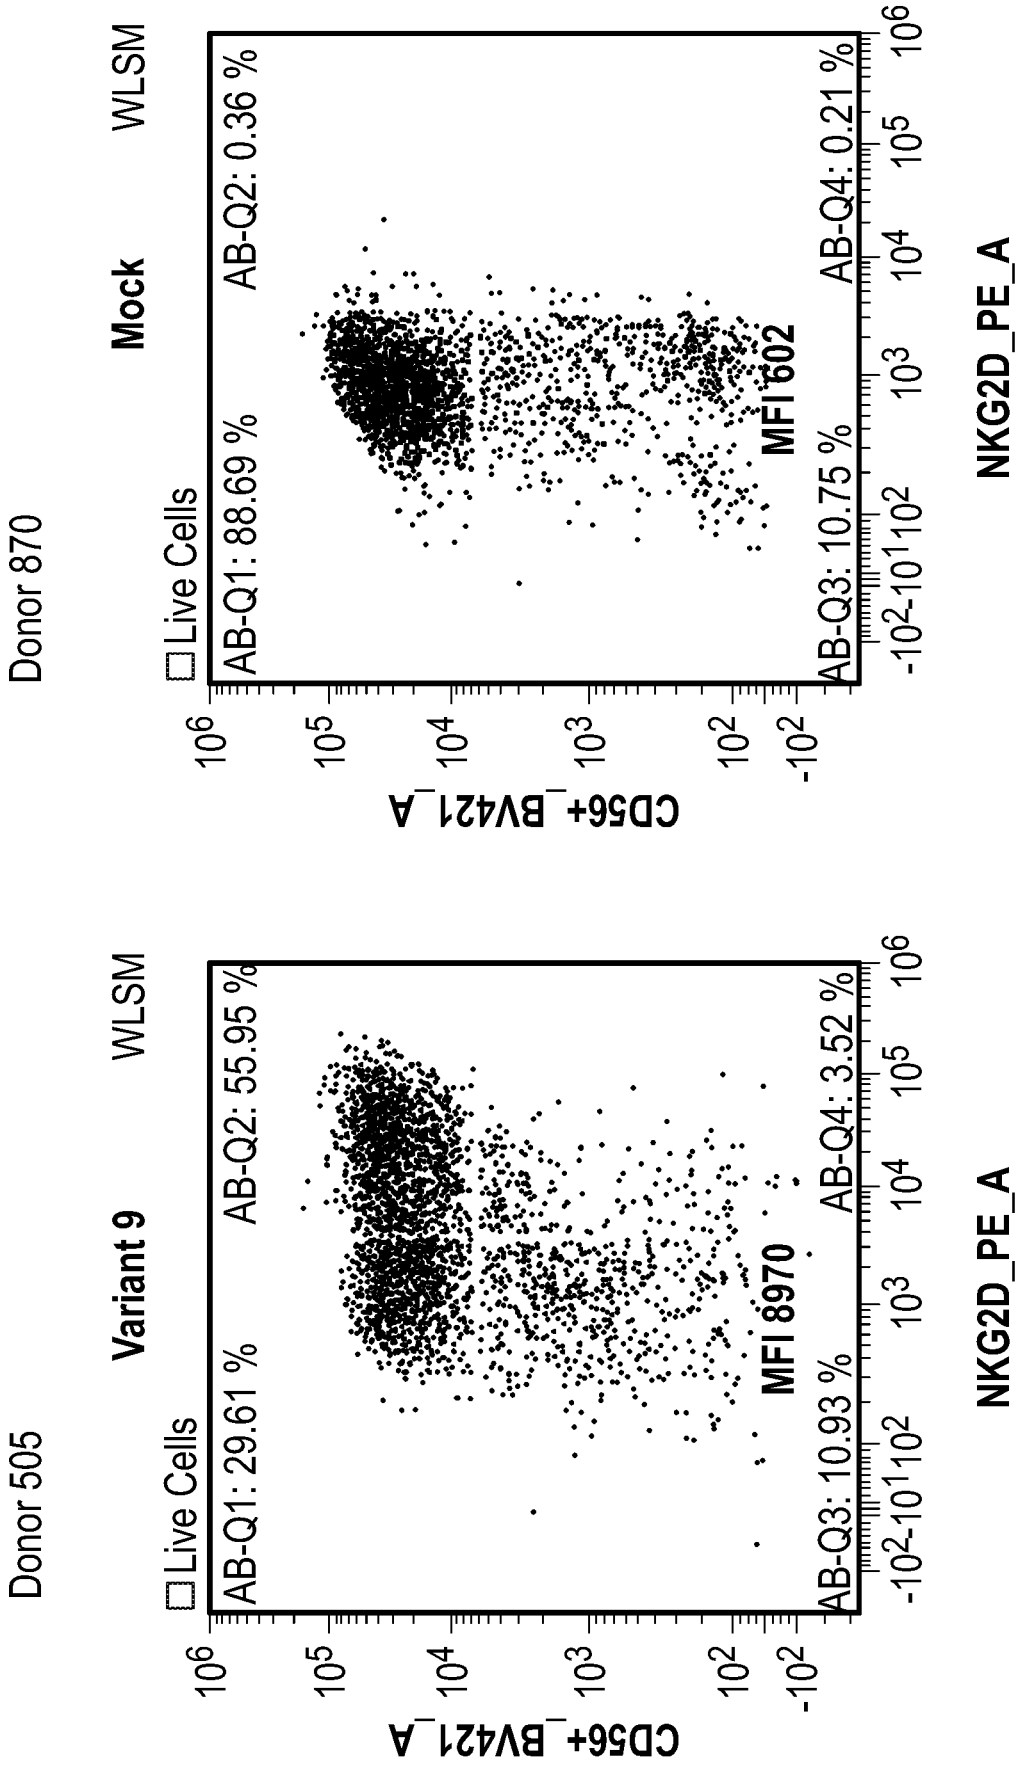 Donor 505
Variant 9
WLSM
Live Cells
AB-Q1: 29.61 %
AB-Q2: 55.95 %
AB-Q3: 10.93 %
AB-Q4: 3.52 %
MFI 8970
10^6
10^5
10^4
10^3
10^2
-10^2
CD56+_BV421_A
-10^2
-10^1
10^2
10^3
10^4
10^5
10^6
NKG2D_PE_A
Donor 870
Mock
WLSM
Live Cells
AB-Q1: 88.69 %
AB-Q2: 0.36 %
AB-Q3: 10.75 %
AB-Q4: 0.21 %
MFI 602
10^6
10^5
10^4
10^3
10^2
-10^2
CD56+_BV421_A
-10^2
-10^1
10^2
10^3
10^4
10^5
10^6
NKG2D_PE_A